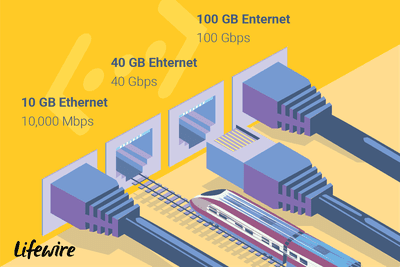 100 GB Enternet
100 Gbps
40 GB Ehternet
40 Gbps
10 GB Ethernet
10,000 Mbps
Lifewire